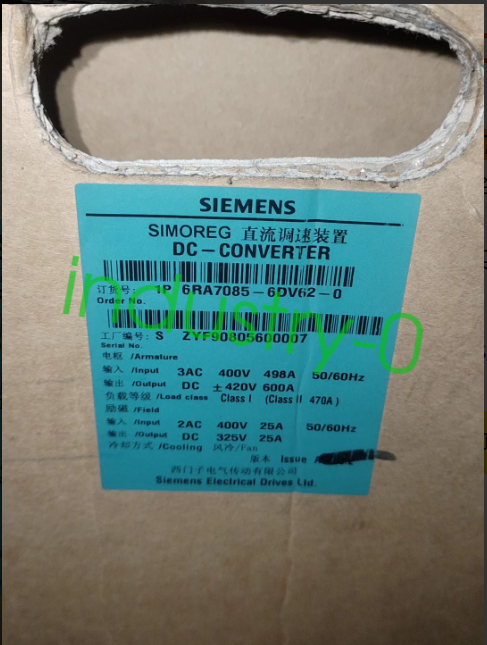 SIEMENS
SIMOREG 直流调速装置
DC-CONVERTER
订货号: 1P 6RA7085-6DV62-0
Order No.
工厂编号: S ZYF90805600007
Serial No.
电枢 /Armature
输入 /Input 3AC 400V 498A 50/60Hz
输出 /Output DC ±420V 600A
负载等级 /Load class Class I (Class II 470A)
励磁 /Field
输入 /Input 2AC 400V 25A 50/60Hz
输出 /Output DC 325V 25A
冷却方式 /Cooling 风冷/Fan
版本 Issue
西门子电气传动有限公司
Siemens Electrical Drives Ltd.
industry-0